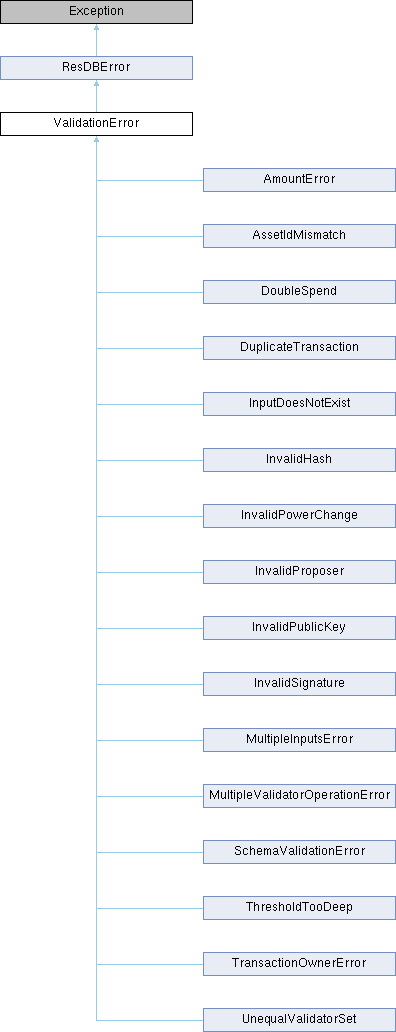 Exception
ResDBError
ValidationError
AmountError
AssetIdMismatch
DoubleSpend
DuplicateTransaction
InputDoesNotExist
InvalidHash
InvalidPowerChange
InvalidProposer
InvalidPublicKey
InvalidSignature
MultipleInputsError
MultipleValidatorOperationError
SchemaValidationError
ThresholdTooDeep
TransactionOwnerError
UnequalValidatorSet